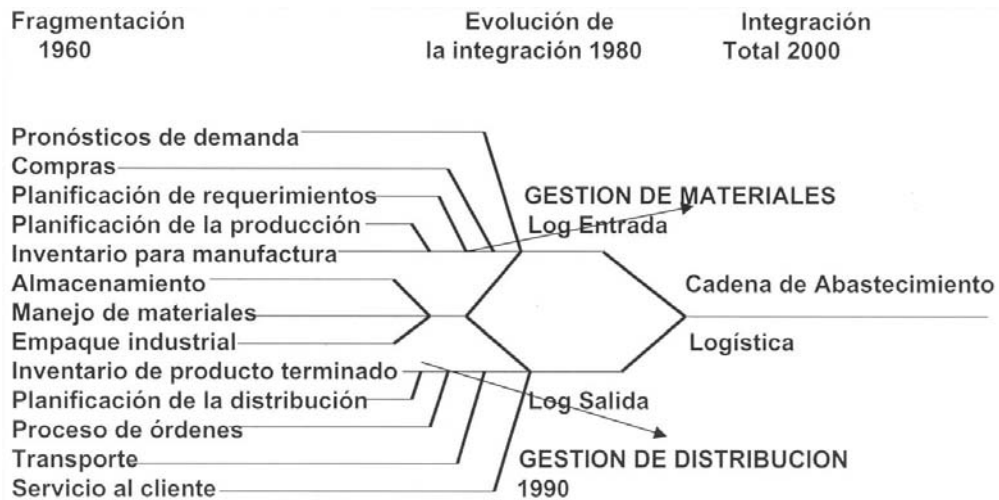 Fragmentación
1960
Evolución de
la integración 1980
Integración
Total 2000
Pronósticos de demanda
Compras
Planificación de requerimientos
Planificación de la producción
Inventario para manufactura
Almacenamiento
Manejo de materiales
Empaque industrial
Inventario de producto terminado
Planificación de la distribución
Proceso de órdenes
Transporte
Servicio al cliente
GESTION DE MATERIALES
Log Entrada
Cadena de Abastecimiento
Logística
Log Salida
GESTION DE DISTRIBUCION
1990